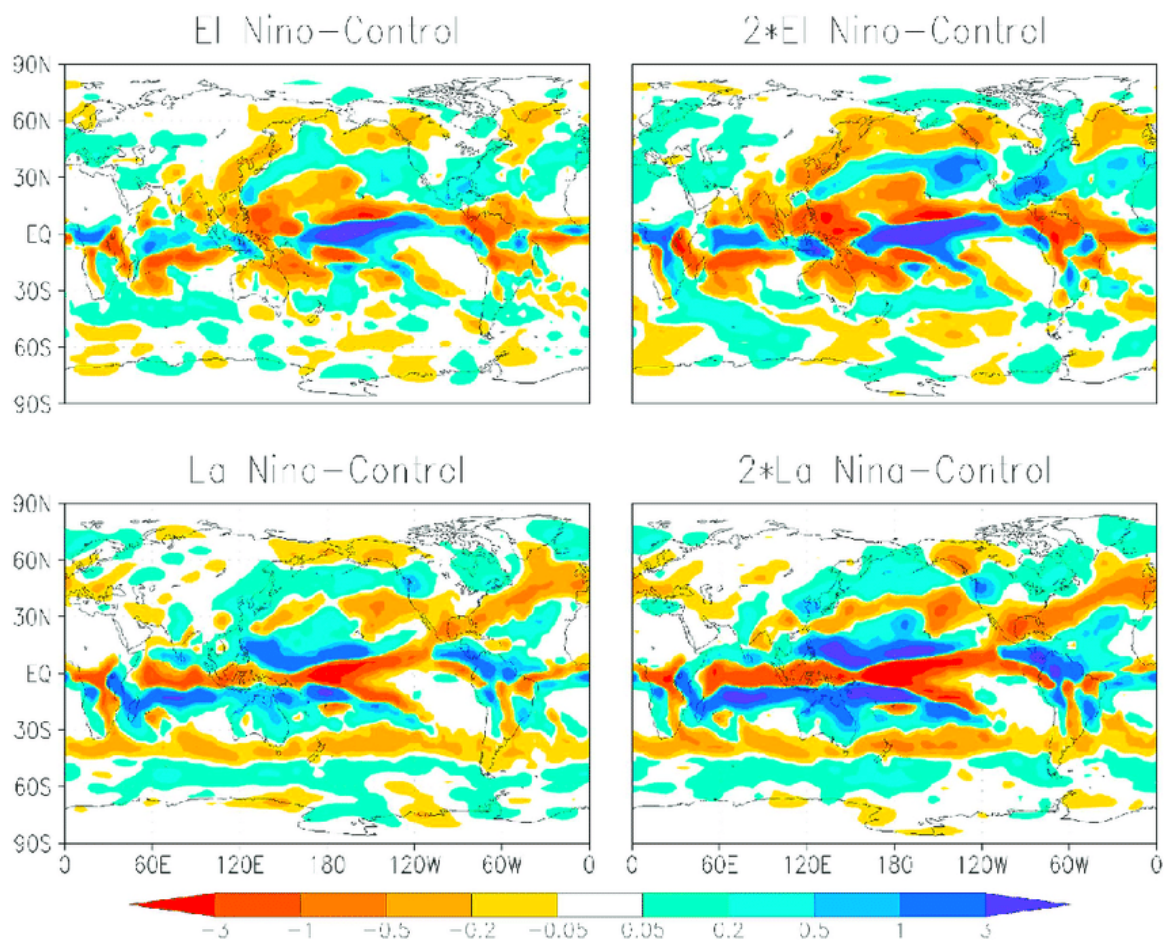 El Nino-Control 2*El Nino-Control
90N
60N
30N
EQ
30S
60S
90S
La Nina-Control 2*La Nina-Control
90N
60N
30N
EQ
30S
60S
90S
0 60E 120E 180 120W 60W 0 60E 120E 180 120W 60W 0
-3 -1 -0.5 -0.2 -0.05 0.05 0.2 0.5 1 3